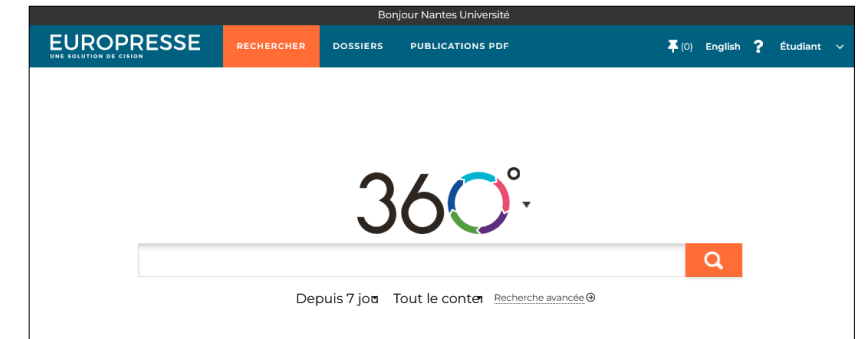 Bonjour Nantes Université
EUROPRESSE
UNE SOLUTION DE CISION
RECHERCHER DOSSIERS PUBLICATIONS PDF (0) English ? Étudiant
360°
Depuis 7 jou Tout le conte Recherche avancée